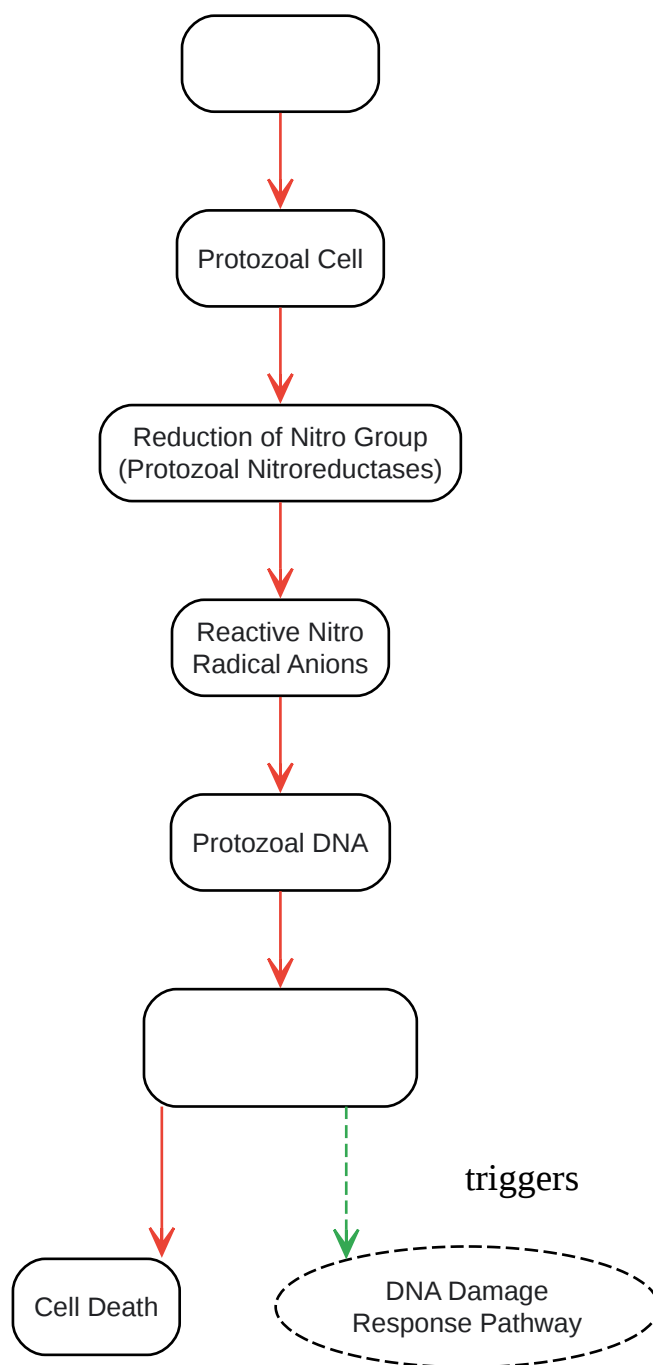 Protozoal Cell
Reduction of Nitro Group
(Protozoal Nitroreductases)
Reactive Nitro
Radical Anions
Protozoal DNA
triggers
Cell Death
DNA Damage
Response Pathway